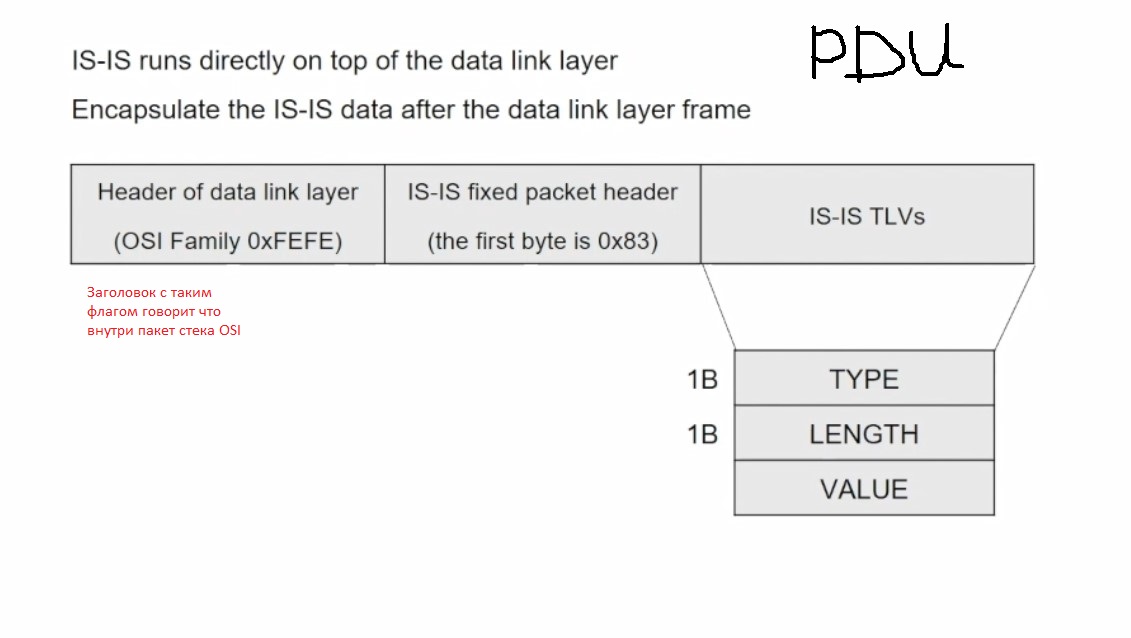 IS-IS runs directly on top of the data link layer
PDU
Encapsulate the IS-IS data after the data link layer frame
Header of data link layer
(OSI Family 0xFEFE)
IS-IS fixed packet header
(the first byte is 0x83)
IS-IS TLVs
Заголовок с таким
флагом говорит что
внутри пакет стека OSI
1B
TYPE
1B
LENGTH
VALUE